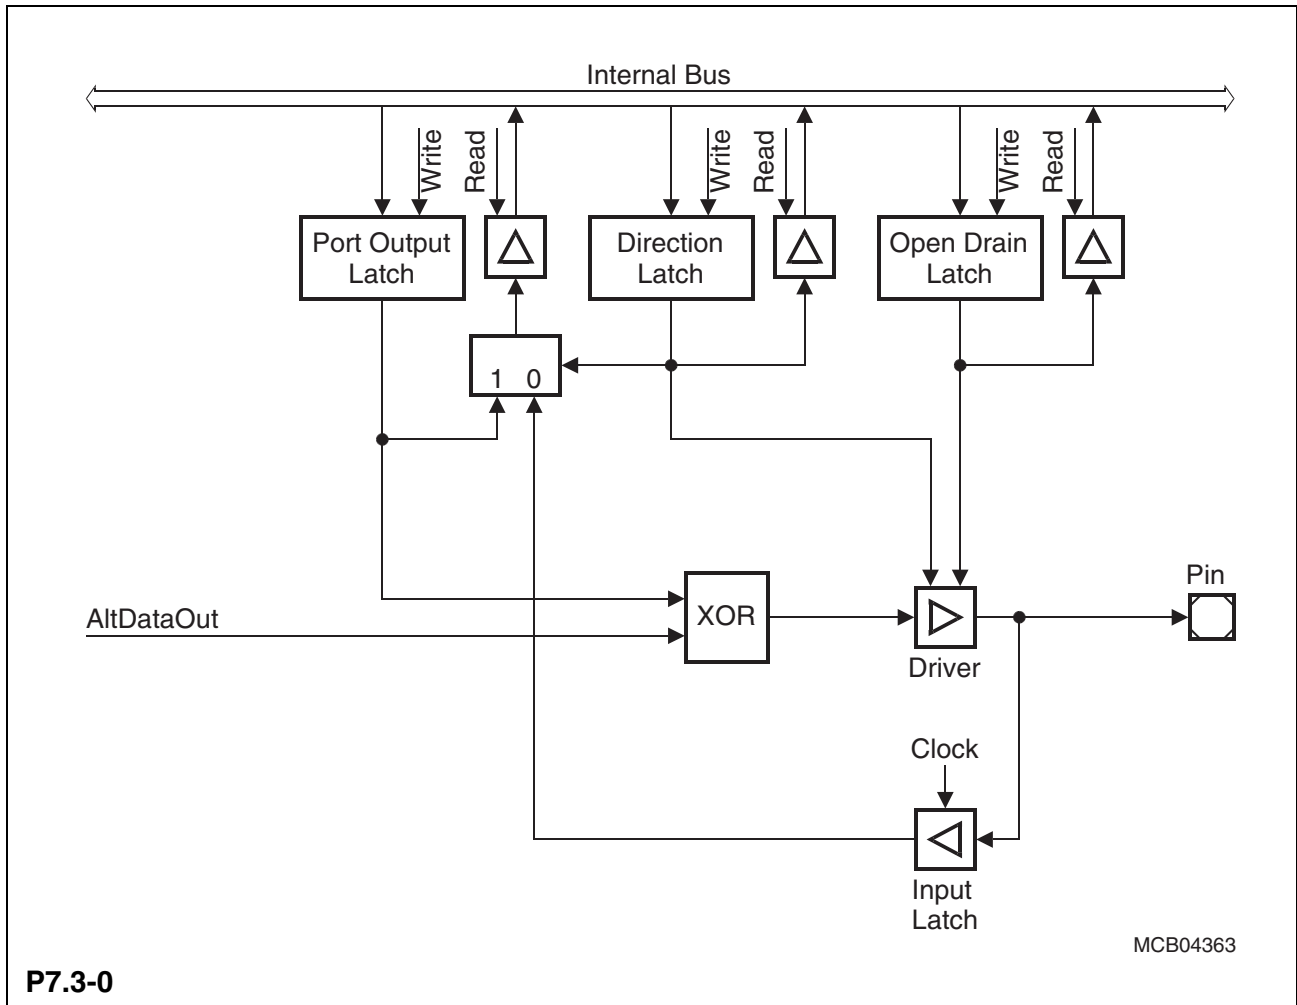 Internal Bus
Write
Read
Write
Read
Write
Read
Port Output
Latch
Direction
Latch
Open Drain
Latch
1 0
AltDataOut
XOR
Driver
Pin
Clock
Input
Latch
MCB04363
P7.3-0